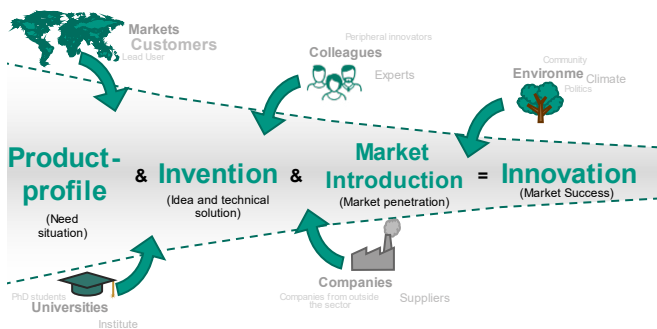 Markets
Customers
Lead User
Peripheral innovators
Colleagues
Experts
Community
Environme
Climate
Politics
Product-
profile
(Need
situation)
&
Invention
(Idea and technical
solution)
&
Market
Introduction
(Market penetration)
=
Innovation
(Market Success)
PhD students
Universities
Institute
Companies
Companies from outside
the sector
Suppliers